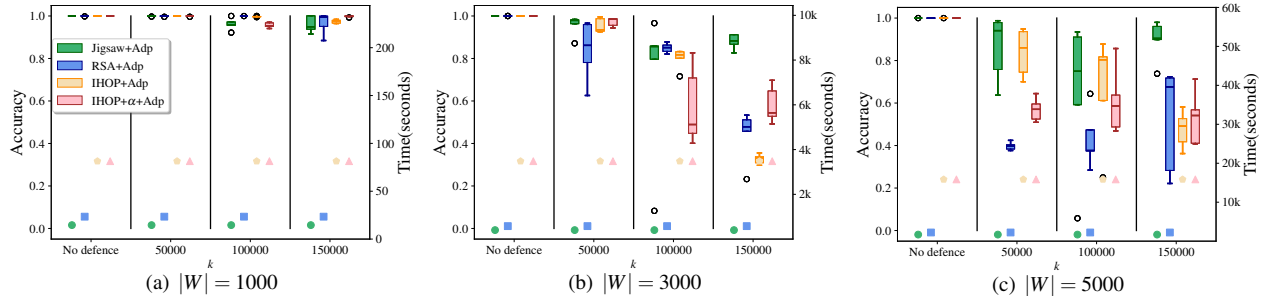 1.0
0.8
0.6
0.4
0.2
0.0
Accuracy
Jigsaw+Adp
RSA+Adp
IHOP+Adp
IHOP+α+Adp
200
150
100
50
0
Time(seconds)
No defence 50000 100000 150000
k
(a) |W| = 1000
1.0
0.8
0.6
0.4
0.2
0.0
Accuracy
10k
8k
6k
4k
2k
Time(seconds)
No defence 50000 100000 150000
k
(b) |W| = 3000
1.0
0.8
0.6
0.4
0.2
0.0
Accuracy
60k
50k
40k
30k
20k
10k
Time(seconds)
No defence 50000 100000 150000
k
(c) |W| = 5000